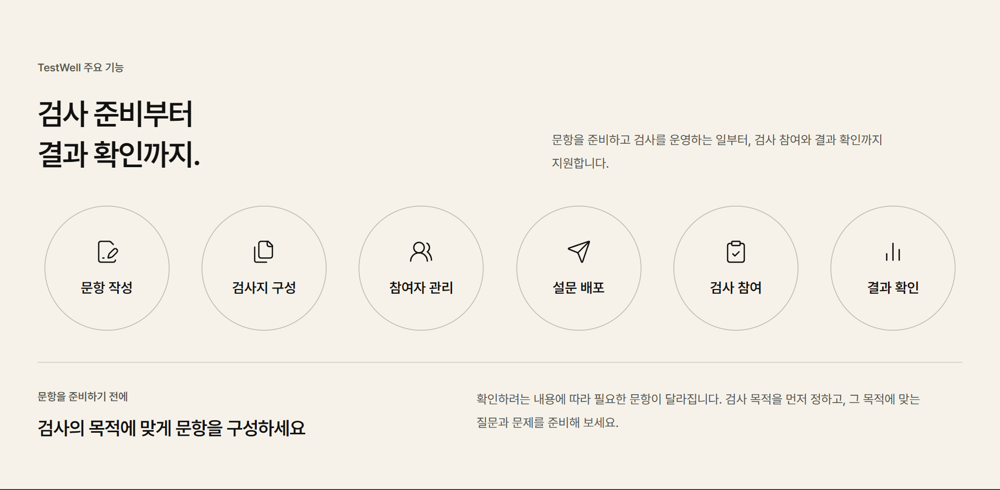 TestWell 주요 기능
검사 준비부터
결과 확인까지.
문항을 준비하고 검사를 운영하는 일부터, 검사 참여와 결과 확인까지
지원합니다.
문항 작성
검사지 구성
참여자 관리
설문 배포
검사 참여
결과 확인
문항을 준비하기 전에
검사의 목적에 맞게 문항을 구성하세요
확인하려는 내용에 따라 필요한 문항이 달라집니다. 검사 목적을 먼저 정하고, 그 목적에 맞는
질문과 문제를 준비해 보세요.